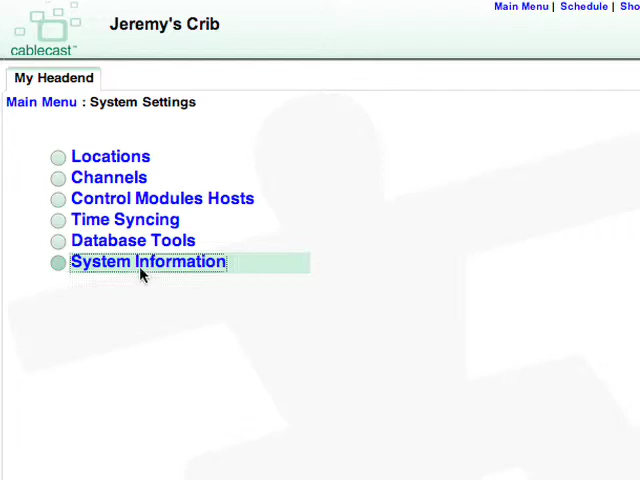 Main Menu | Schedule | Sho
Jeremy's Crib
cablecast™
My Headend
Main Menu : System Settings
Locations
Channels
Control Modules Hosts
Time Syncing
Database Tools
System Information